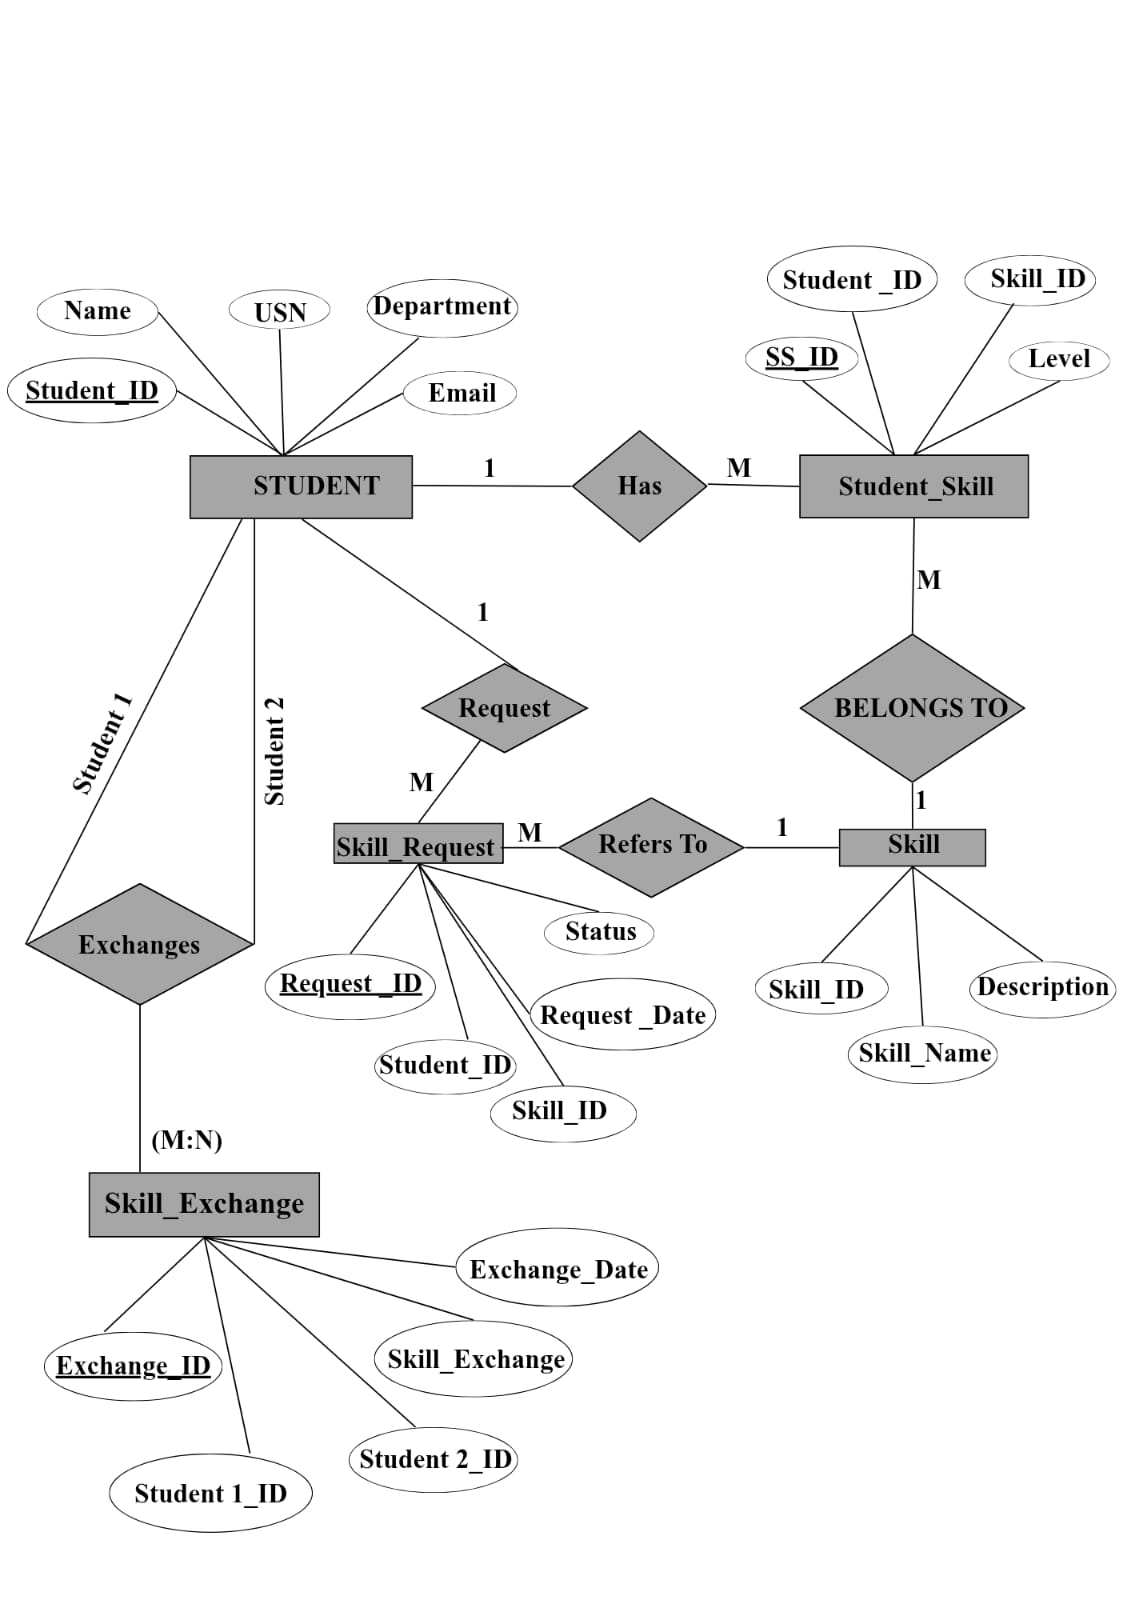 Student _ID
Skill_ID
Name
USN
Department
SS_ID
Level
Student_ID
Email
STUDENT
1
Has
M
Student_Skill
M
1
Student 1
Student 2
Request
BELONGS TO
M
1
Skill_Request
M
Refers To
1
Skill
Exchanges
Status
Request _ID
Request _Date
Skill_ID
Description
Student_ID
Skill_Name
Skill_ID
(M:N)
Skill_Exchange
Exchange_Date
Exchange_ID
Skill_Exchange
Student 2_ID
Student 1_ID